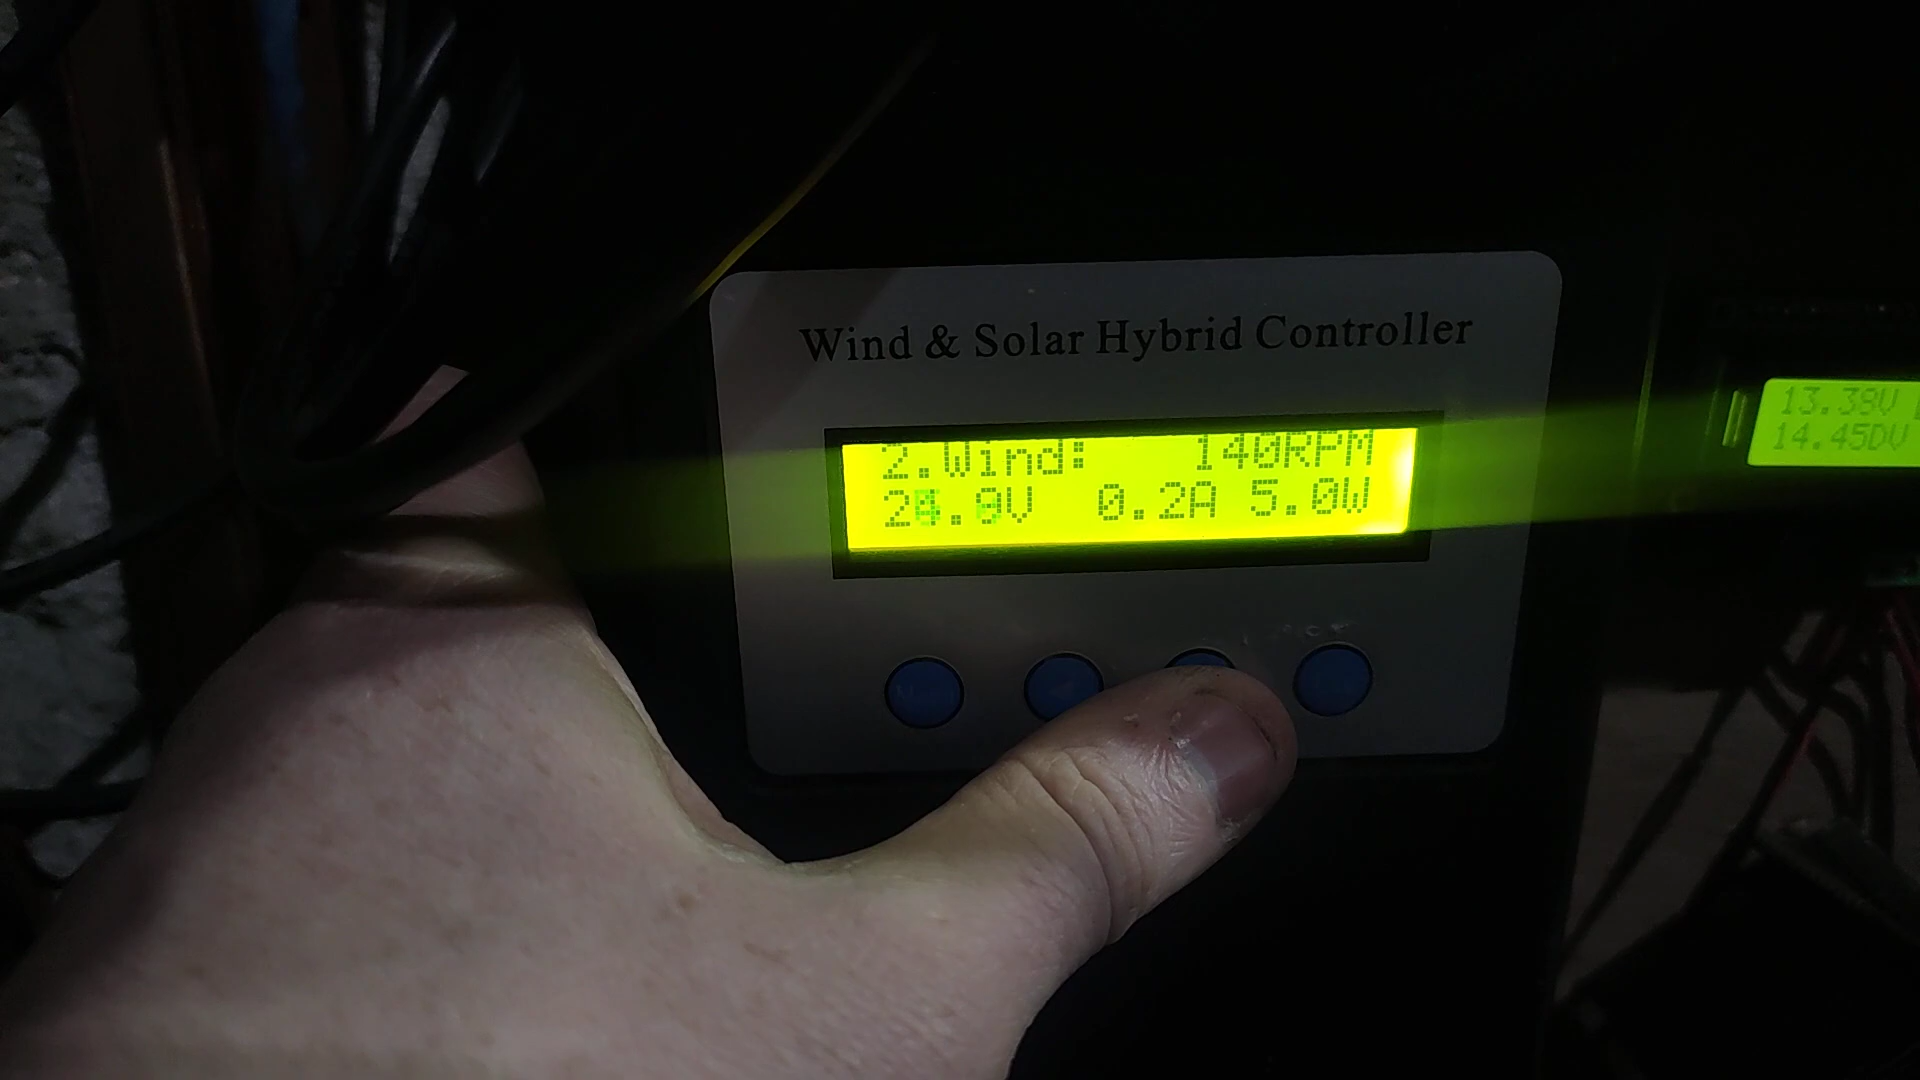 Wind & Solar Hybrid Controller
2.Wind: 140RPM
0.2A 5.0W
13.38V
14.45DV